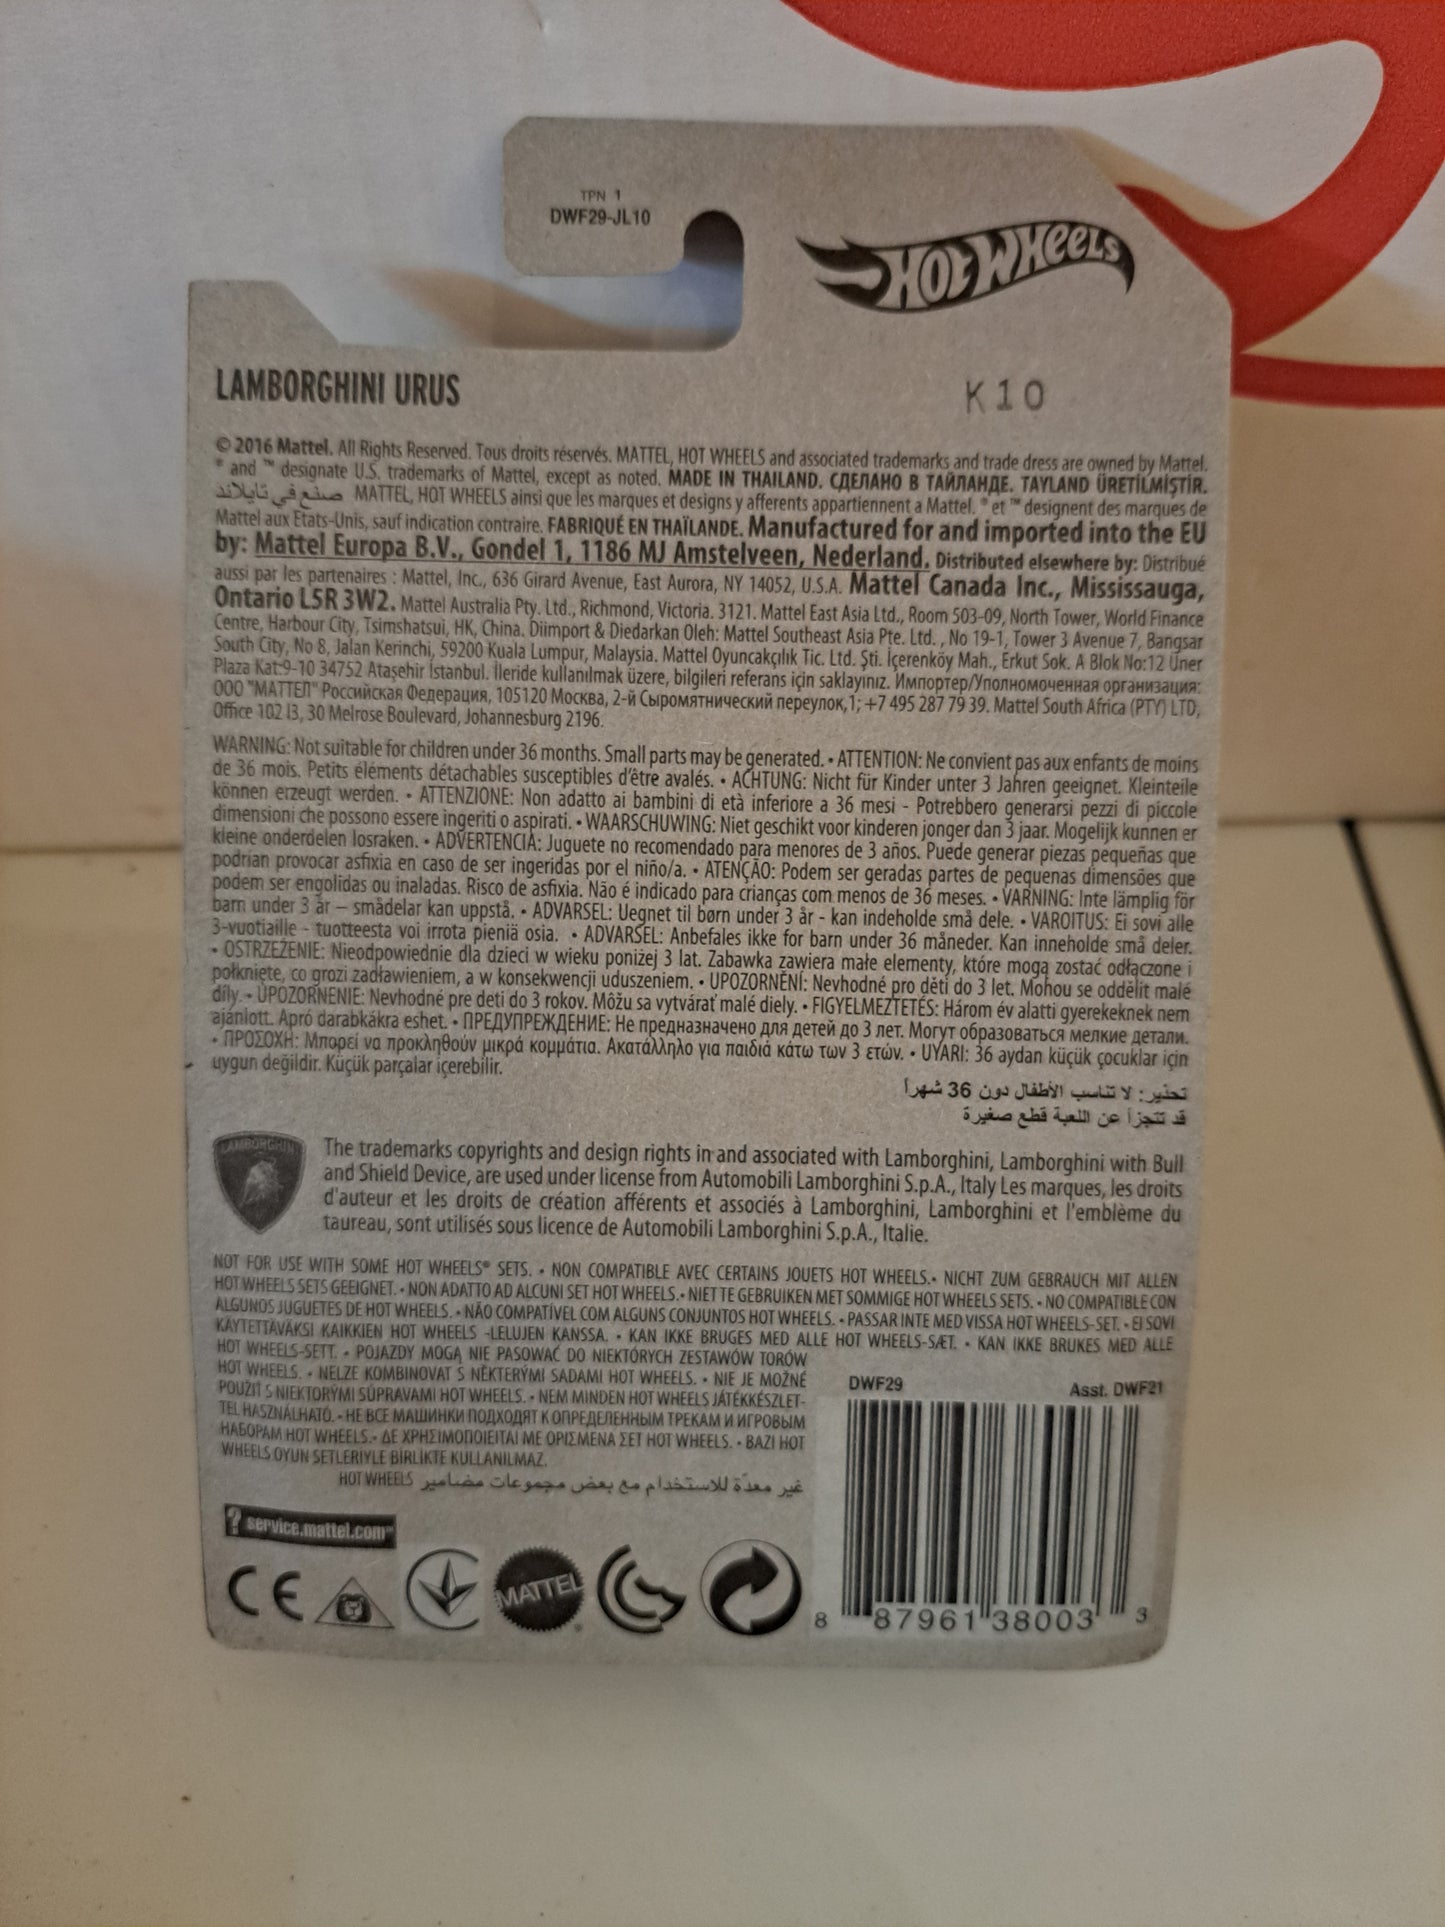 TPN 1
DWF29-JL10
HOT WHEELS
LAMBORGHINI URUS
K10
© 2016 Mattel. All Rights Reserved. Tous droits réservés. MATTEL, HOT WHEELS and associated trademarks and trade dress are owned by Mattel.
® and ™ designate U.S. trademarks of Mattel, except as noted. MADE IN THAILAND. СДЕЛАНО В ТАЙЛАНДЕ. TAYLAND ÜRETİLMİŞTİR.
صنع في تايلاند MATTEL, HOT WHEELS ainsi que les marques et designs y afferents appartiennent a Mattel. ® et ™ designent des marques de
Mattel aux Etats-Unis, sauf indication contraire. FABRIQUÉ EN THAÏLANDE. Manufactured for and imported into the EU
by: Mattel Europa B.V., Gondel 1, 1186 MJ Amstelveen, Nederland. Distributed elsewhere by: Distribué
aussi par les partenaires : Mattel, Inc., 636 Girard Avenue, East Aurora, NY 14052, U.S.A. Mattel Canada Inc., Mississauga,
Ontario L5R 3W2. Mattel Australia Pty. Ltd., Richmond, Victoria. 3121. Mattel East Asia Ltd., Room 503-09, North Tower, World Finance
Centre, Harbour City, Tsimshatsui, HK, China. Diimport & Diedarkan Oleh: Mattel Southeast Asia Pte. Ltd. , No 19-1, Tower 3 Avenue 7, Bangsar
South City, No 8, Jalan Kerinchi, 59200 Kuala Lumpur, Malaysia. Mattel Oyuncakçılık Tic. Ltd. Şti. İçerenköy Mah., Erkut Sok. A Blok No:12 Üner
Plaza Kat:9-10 34752 Ataşehir İstanbul. İleride kullanılmak üzere, bilgileri referans için saklayınız. Импортер/Уполномоченная организация:
ООО "МАТТЕЛ" Российская Федерация, 105120 Москва, 2-й Сыромятнический переулок,1; +7 495 287 79 39. Mattel South Africa (PTY) LTD,
Office 102 I3, 30 Melrose Boulevard, Johannesburg 2196.
WARNING: Not suitable for children under 36 months. Small parts may be generated. • ATTENTION: Ne convient pas aux enfants de moins
de 36 mois. Petits éléments détachables susceptibles d'être avalés. • ACHTUNG: Nicht für Kinder unter 3 Jahren geeignet. Kleinteile
können erzeugt werden. • ATTENZIONE: Non adatto ai bambini di età inferiore a 36 mesi - Potrebbero generarsi pezzi di piccole
dimensioni che possono essere ingeriti o aspirati. • WAARSCHUWING: Niet geschikt voor kinderen jonger dan 3 jaar. Mogelijk kunnen er
kleine onderdelen losraken. • ADVERTENCIA: Juguete no recomendado para menores de 3 años. Puede generar piezas pequeñas que
podrían provocar asfixia en caso de ser ingeridas por el niño/a. • ATENÇÃO: Podem ser geradas partes de pequenas dimensões que
podem ser engolidas ou inaladas. Risco de asfixia. Não é indicado para crianças com menos de 36 meses. • VARNING: Inte lämplig för
barn under 3 år – smådelar kan uppstå. • ADVARSEL: Uegnet til børn under 3 år - kan indeholde små dele. • VAROITUS: Ei sovi alle
3-vuotiaille - tuotteesta voi irrota pieniä osia. • ADVARSEL: Anbefales ikke for barn under 36 måneder. Kan inneholde små deler.
• OSTRZEŻENIE: Nieodpowiednie dla dzieci w wieku poniżej 3 lat. Zabawka zawiera małe elementy, które mogą zostać odłączone i
połknięte, co grozi zadławieniem, a w konsekwencji uduszeniem. • UPOZORNĚNÍ: Nevhodné pro děti do 3 let. Mohou se oddělit malé
díly. • UPOZORNENIE: Nevhodné pre deti do 3 rokov. Môžu sa vytvárať malé diely. • FIGYELMEZTETÉS: Három év alatti gyerekeknek nem
ajánlott. Apró darabkákra eshet. • ПРЕДУПРЕЖДЕНИЕ: Не предназначено для детей до 3 лет. Могут образоваться мелкие детали.
• ΠΡΟΣΟΧΗ: Μπορεί να προκληθούν μικρά κομμάτια. Ακατάλληλο για παιδιά κάτω των 3 ετών. • UYARI: 36 aydan küçük çocuklar için
uygun değildir. Küçük parçalar içerebilir.
تحذير: لا تناسب الأطفال دون 36 شهراً
قد تتجزأ عن اللعبة قطع صغيرة
LAMBORGHINI
The trademarks copyrights and design rights in and associated with Lamborghini, Lamborghini with Bull
and Shield Device, are used under license from Automobili Lamborghini S.p.A., Italy Les marques, les droits
d'auteur et les droits de création afférents et associés à Lamborghini, Lamborghini et l'emblème du
taureau, sont utilisés sous licence de Automobili Lamborghini S.p.A., Italie.
NOT FOR USE WITH SOME HOT WHEELS® SETS. • NON COMPATIBLE AVEC CERTAINS JOUETS HOT WHEELS. • NICHT ZUM GEBRAUCH MIT ALLEN
HOT WHEELS SETS GEEIGNET. • NON ADATTO AD ALCUNI SET HOT WHEELS. • NIET TE GEBRUIKEN MET SOMMIGE HOT WHEELS SETS. • NO COMPATIBLE CON
ALGUNOS JUGUETES DE HOT WHEELS. • NÃO COMPATÍVEL COM ALGUNS CONJUNTOS HOT WHEELS. • PASSAR INTE MED VISSA HOT WHEELS-SET. • EI SOVI
KÄYTETTÄVÄKSI KAIKKIEN HOT WHEELS -LELUJEN KANSSA. • KAN IKKE BRUGES MED ALLE HOT WHEELS-SÆT. • KAN IKKE BRUKES MED ALLE
HOT WHEELS-SETT. • POJAZDY MOGĄ NIE PASOWAĆ DO NIEKTÓRYCH ZESTAWÓW TORÓW
HOT WHEELS. • NELZE KOMBINOVAT S NĚKTERÝMI SADAMI HOT WHEELS. • NIE JE MOŽNÉ
POUŽIŤ S NIEKTORÝMI SÚPRAVAMI HOT WHEELS. • NEM MINDEN HOT WHEELS JÁTÉKKÉSZLET-
TEL HASZNÁLHATÓ. • НЕ ВСЕ МАШИНКИ ПОДХОДЯТ К ОПРЕДЕЛЕННЫМ ТРЕКАМ И ИГРОВЫМ
НАБОРАМ HOT WHEELS. • ΔΕ ΧΡΗΣΙΜΟΠΟΙΕΙΤΑΙ ΜΕ ΟΡΙΣΜΕΝΑ ΣΕΤ HOT WHEELS. • BAZI HOT
WHEELS OYUN SETLERIYLE BİRLİKTE KULLANILMAZ.
غير معدّة للاستخدام مع بعض مجموعات مضامير HOT WHEELS
DWF29
Asst. DWF21
? service.mattel.com™
CE
MATTEL
8 87961 38003 3